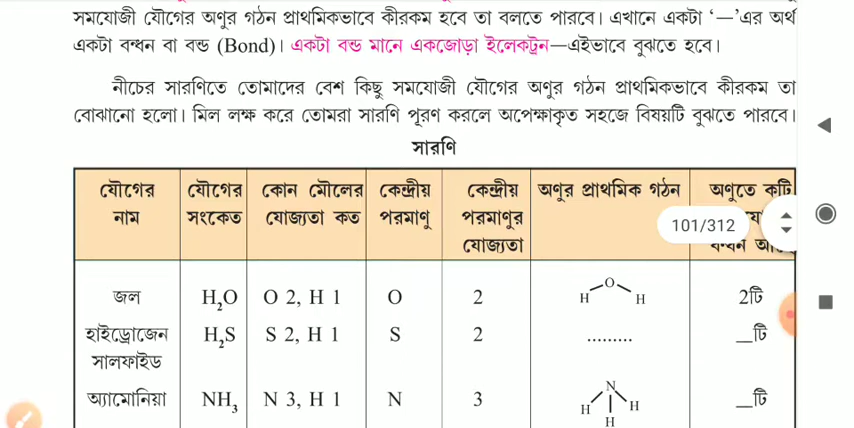 সমযোজী যৌগের অণুর গঠন প্রাথমিকভাবে কীরকম হবে তা বলতে পারবে। এখানে একটা ‘—’এর অর্থ
একটা বন্ধন বা বন্ড (Bond)। একটা বন্ড মানে একজোড়া ইলেকট্রন—এইভাবে বুঝতে হবে।
নীচের সারণিতে তোমাদের বেশ কিছু সমযোজী যৌগের অণুর গঠন প্রাথমিকভাবে কীরকম তা
বোঝানো হলো। মিল লক্ষ করে তোমরা সারণি পূরণ করলে অপেক্ষাকৃত সহজে বিষয়টি বুঝতে পারবে।
সারণি
যৌগের যৌগের কোন মৌলের কেন্দ্রীয় কেন্দ্রীয় অণুর প্রাথমিক গঠন অণুতে কটি
নাম সংকেত যোজ্যতা কত পরমাণু পরমাণুর
101/312
যোজ্যতা
O
জল H₂O O 2, H 1 O 2 H H 2টি
হাইড্রোজেন H₂S S 2, H 1 S 2 ......... __টি
সালফাইড
N
অ্যামোনিয়া NH₃ N 3, H 1 N 3 H H __টি
H